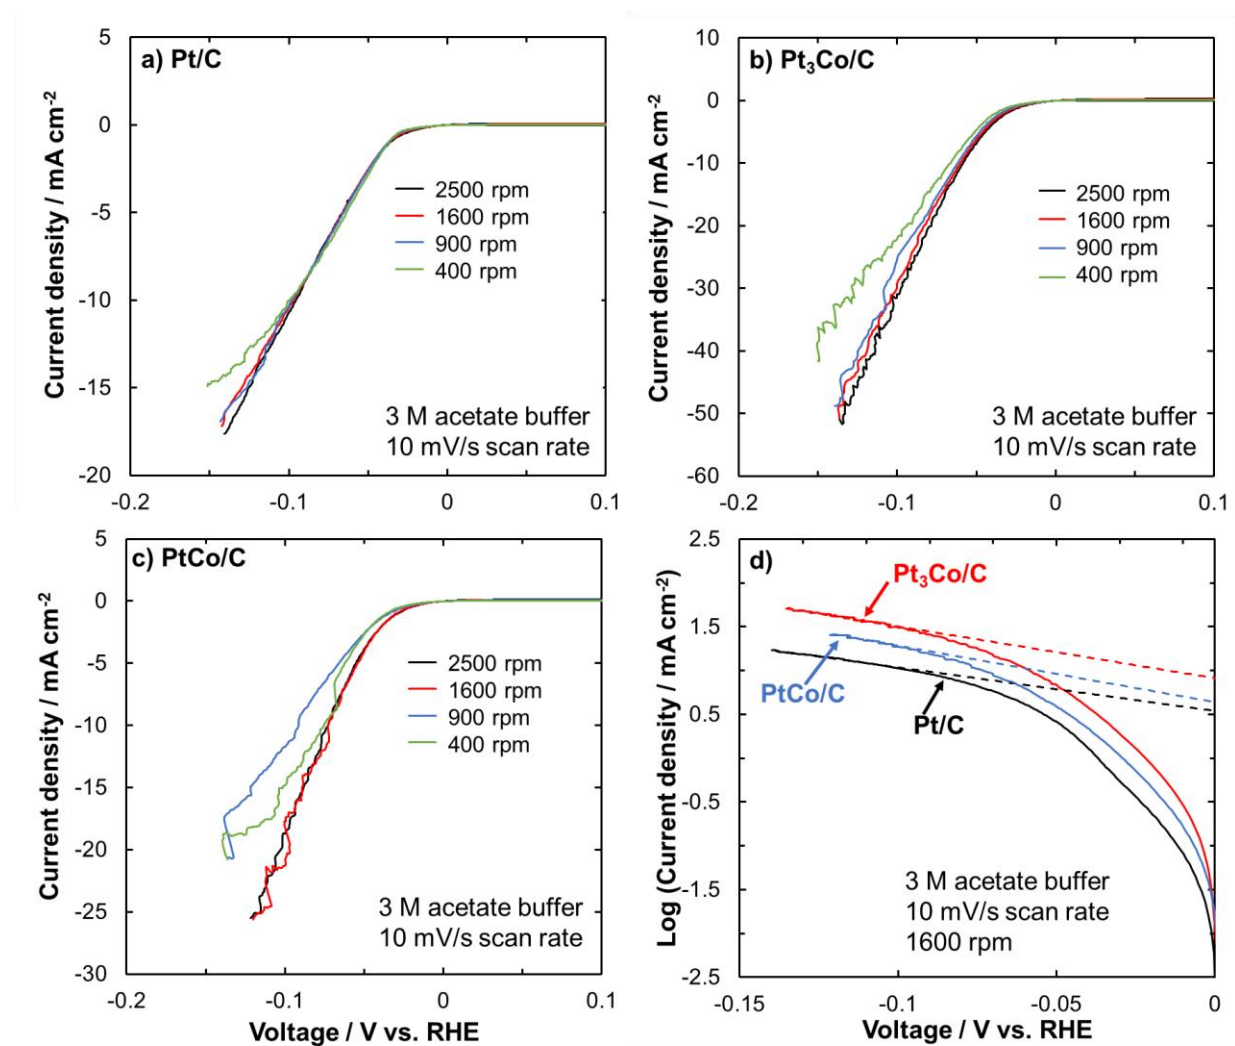 a) Pt/C
5
0
-5
-10
-15
-20
-0.2
-0.1
0
0.1
Current density / mA cm-2
2500 rpm
1600 rpm
900 rpm
400 rpm
3 M acetate buffer
10 mV/s scan rate
b) Pt3Co/C
10
0
-10
-20
-30
-40
-50
-60
-0.2
-0.1
0
0.1
Current density / mA cm-2
2500 rpm
1600 rpm
900 rpm
400 rpm
3 M acetate buffer
10 mV/s scan rate
c) PtCo/C
5
0
-5
-10
-15
-20
-25
-30
-0.2
-0.1
0
0.1
Current density / mA cm-2
Voltage / V vs. RHE
2500 rpm
1600 rpm
900 rpm
400 rpm
3 M acetate buffer
10 mV/s scan rate
d)
2.5
1.5
0.5
-0.5
-1.5
-2.5
-0.15
-0.1
-0.05
0
Log (Current density / mA cm-2)
Voltage / V vs. RHE
Pt3Co/C
PtCo/C
Pt/C
3 M acetate buffer
10 mV/s scan rate
1600 rpm